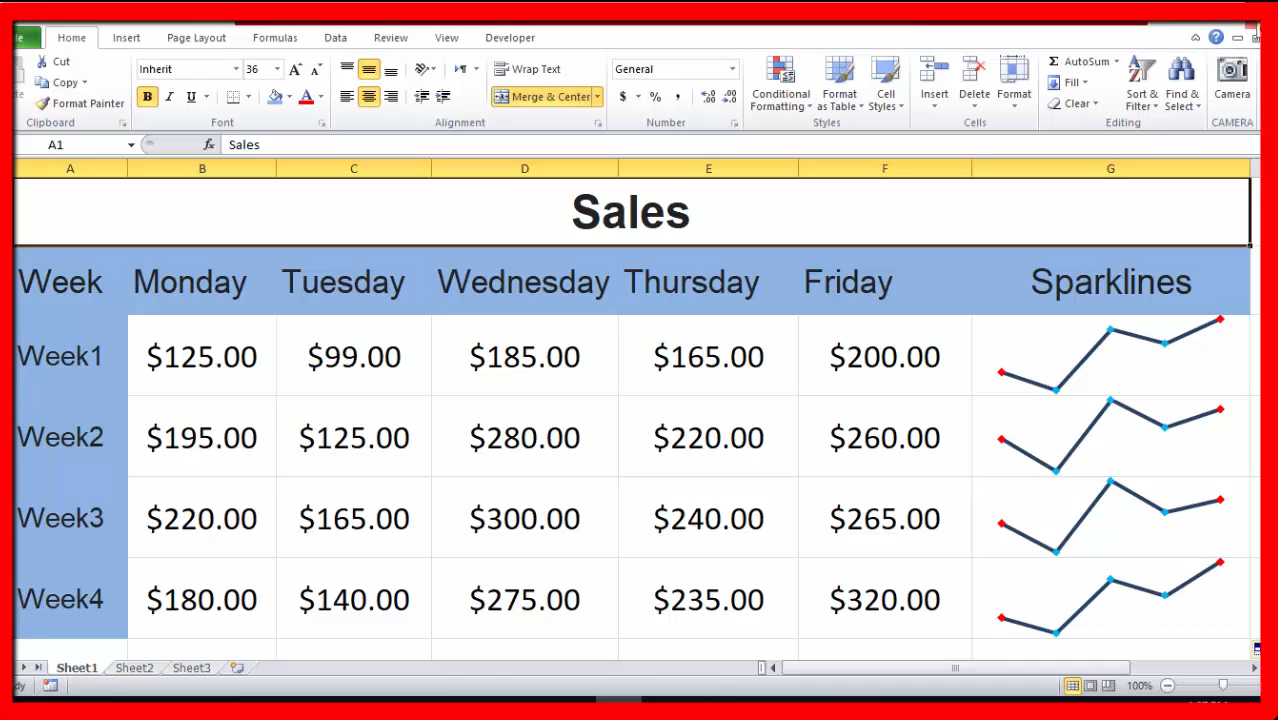 Home Insert Page Layout Formulas Data Review View Developer
Cut Inherit 36 Wrap Text General AutoSum
Copy Fill
Format Painter B I U Merge & Center $ % , Conditional Formatting Format as Table Cell Styles Insert Delete Format Clear Sort & Filter Find & Select Camera
Clipboard Font Alignment Number Styles Cells Editing CAMERA
A1 fx Sales
A B C D E F G
Sales
Week Monday Tuesday Wednesday Thursday Friday Sparklines
Week1 $125.00 $99.00 $185.00 $165.00 $200.00
Week2 $195.00 $125.00 $280.00 $220.00 $260.00
Week3 $220.00 $165.00 $300.00 $240.00 $265.00
Week4 $180.00 $140.00 $275.00 $235.00 $320.00
Sheet1 Sheet2 Sheet3
100%